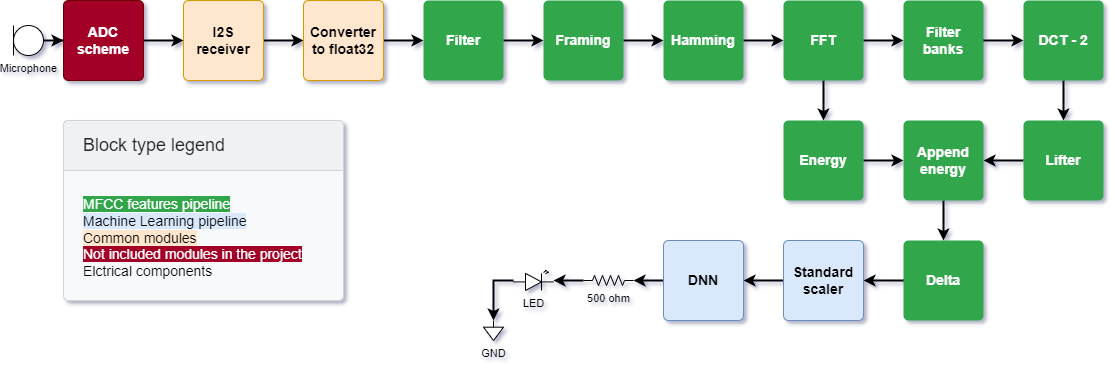 Microphone
ADC
scheme
I2S
receiver
Converter
to float32
Filter
Framing
Hamming
FFT
Filter
banks
DCT - 2
Energy
Append
energy
Lifter
Block type legend
MFCC features pipeline
Machine Learning pipeline
Common modules
Not included modules in the project
Elctrical components
GND
LED
500 ohm
DNN
Standard
scaler
Delta